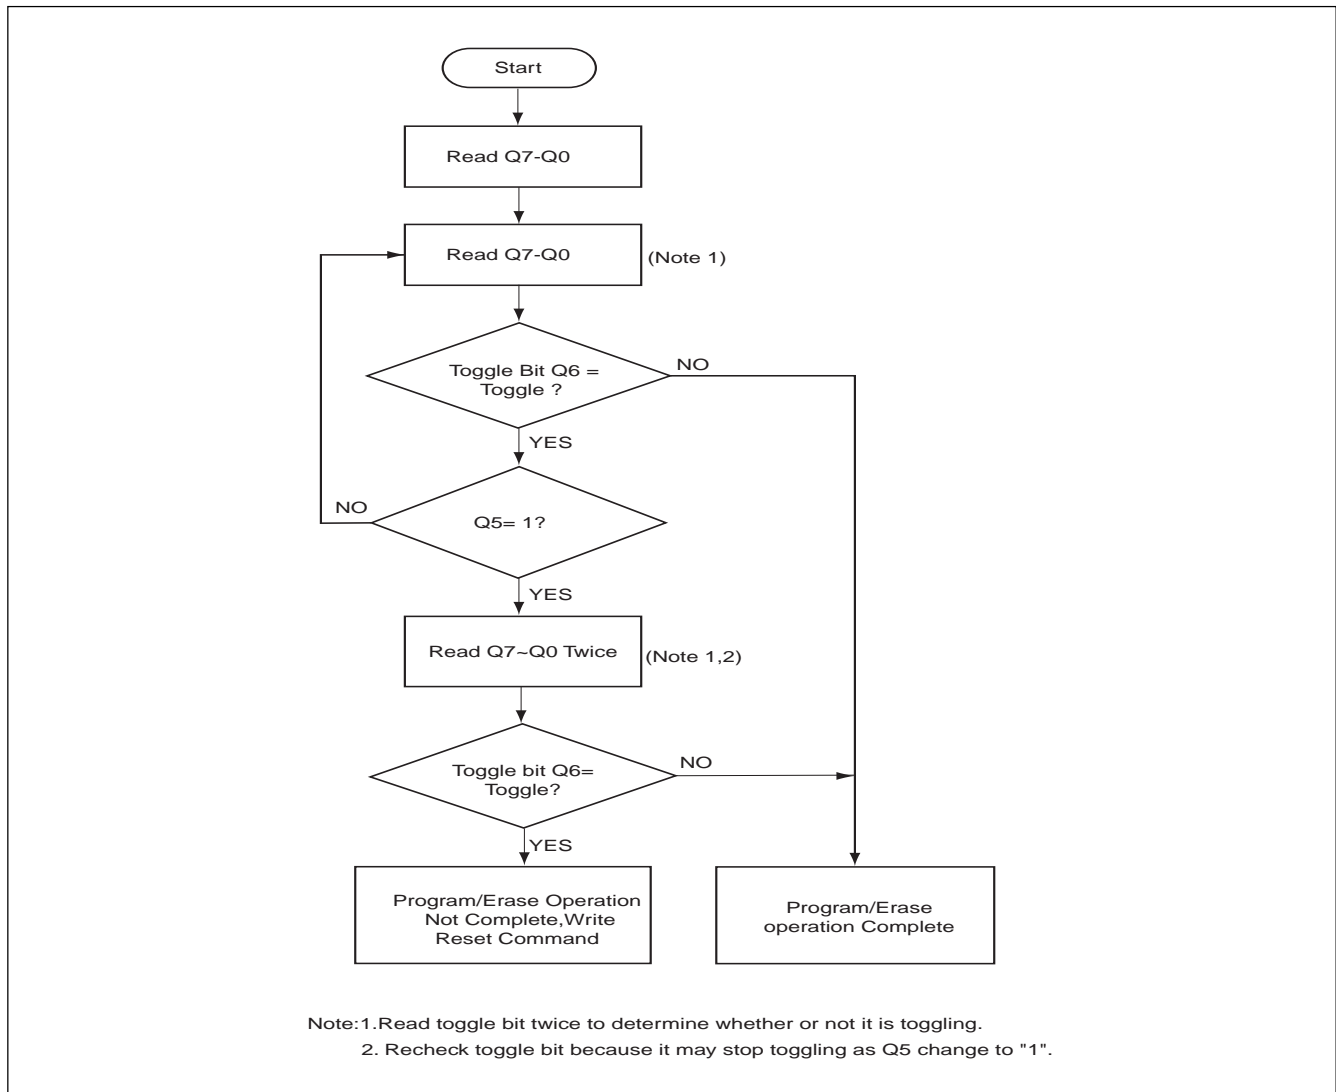 Start
Read Q7-Q0
Read Q7-Q0
(Note 1)
Toggle Bit Q6 =
Toggle ?
NO
YES
NO
Q5= 1?
YES
Read Q7~Q0 Twice
(Note 1,2)
Toggle bit Q6=
Toggle?
NO
YES
Program/Erase Operation
Not Complete,Write
Reset Command
Program/Erase
operation Complete
Note:1.Read toggle bit twice to determine whether or not it is toggling.
2. Recheck toggle bit because it may stop toggling as Q5 change to "1".